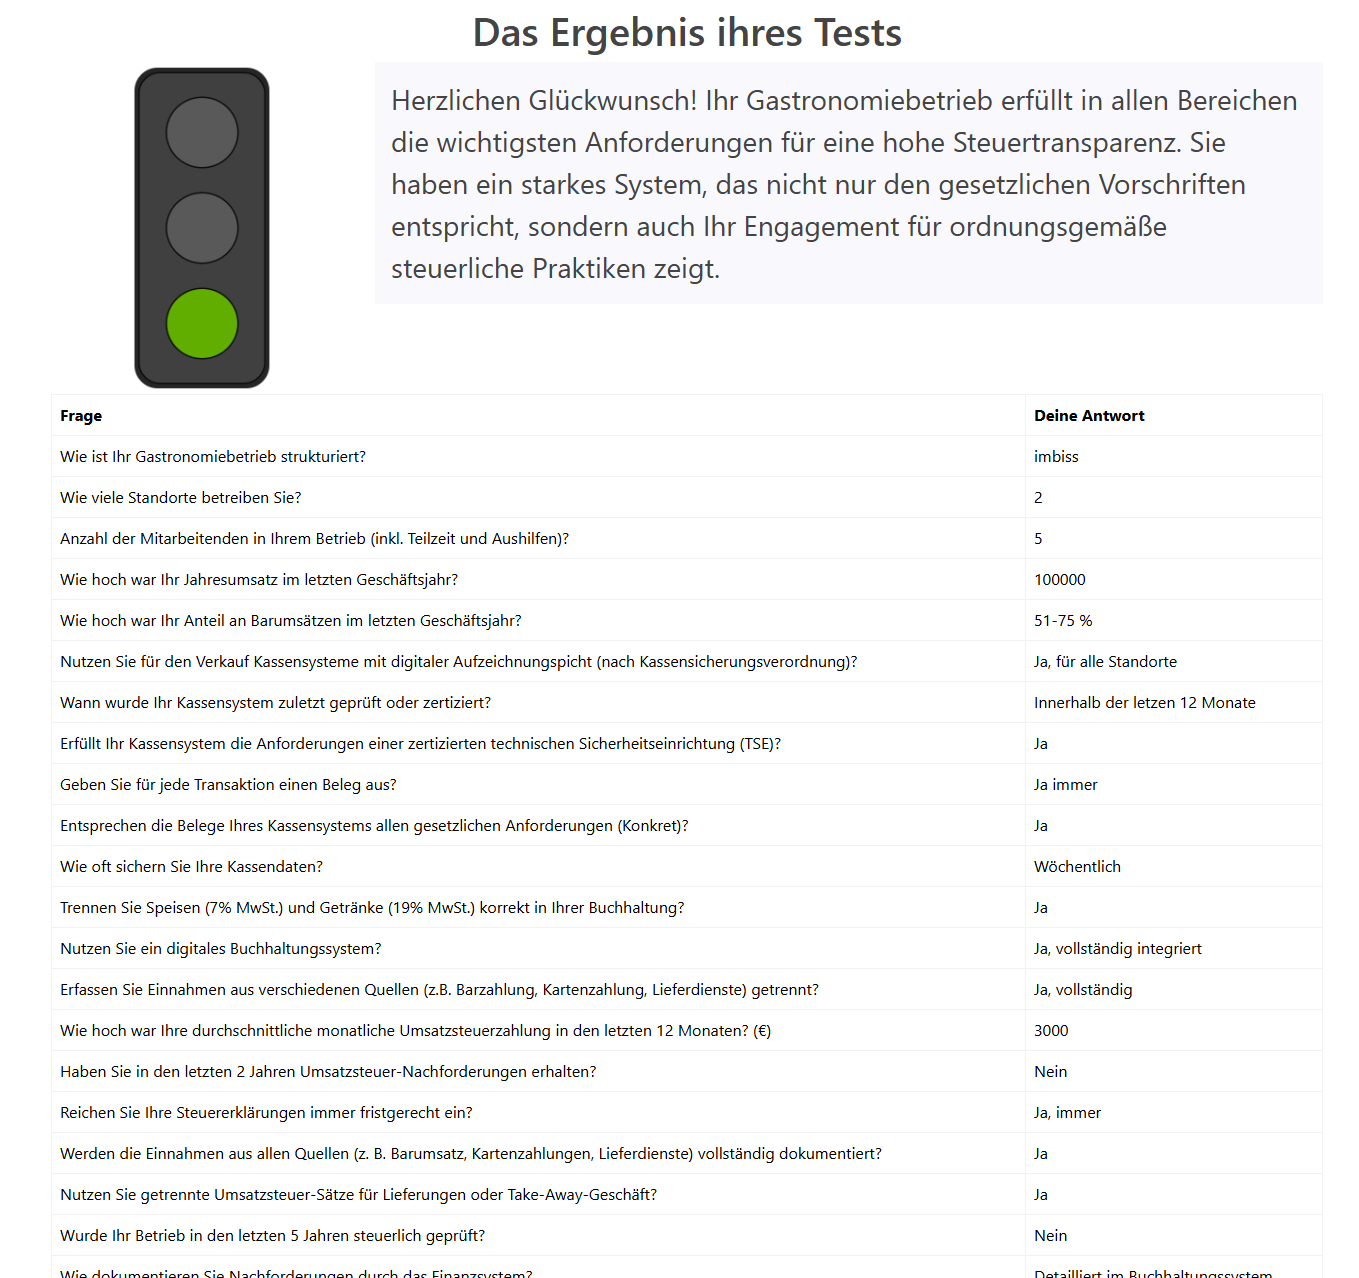 Das Ergebnis ihres Tests
Herzlichen Glückwunsch! Ihr Gastronomiebetrieb erfüllt in allen Bereichen
die wichtigsten Anforderungen für eine hohe Steuertransparenz. Sie
haben ein starkes System, das nicht nur den gesetzlichen Vorschriften
entspricht, sondern auch Ihr Engagement für ordnungsgemäße
steuerliche Praktiken zeigt.
Frage Deine Antwort
Wie ist Ihr Gastronomiebetrieb strukturiert? imbiss
Wie viele Standorte betreiben Sie? 2
Anzahl der Mitarbeitenden in Ihrem Betrieb (inkl. Teilzeit und Aushilfen)? 5
Wie hoch war Ihr Jahresumsatz im letzten Geschäftsjahr? 100000
Wie hoch war Ihr Anteil an Barumsätzen im letzten Geschäftsjahr? 51-75 %
Nutzen Sie für den Verkauf Kassensysteme mit digitaler Aufzeichnungspicht (nach Kassensicherungsverordnung)? Ja, für alle Standorte
Wann wurde Ihr Kassensystem zuletzt geprüft oder zertiziert? Innerhalb der letzen 12 Monate
Erfüllt Ihr Kassensystem die Anforderungen einer zertizierten technischen Sicherheitseinrichtung (TSE)? Ja
Geben Sie für jede Transaktion einen Beleg aus? Ja immer
Entsprechen die Belege Ihres Kassensystems allen gesetzlichen Anforderungen (Konkret)? Ja
Wie oft sichern Sie Ihre Kassendaten? Wöchentlich
Trennen Sie Speisen (7% MwSt.) und Getränke (19% MwSt.) korrekt in Ihrer Buchhaltung? Ja
Nutzen Sie ein digitales Buchhaltungssystem? Ja, vollständig integriert
Erfassen Sie Einnahmen aus verschiedenen Quellen (z.B. Barzahlung, Kartenzahlung, Lieferdienste) getrennt? Ja, vollständig
Wie hoch war Ihre durchschnittliche monatliche Umsatzsteuerzahlung in den letzten 12 Monaten? (€) 3000
Haben Sie in den letzten 2 Jahren Umsatzsteuer-Nachforderungen erhalten? Nein
Reichen Sie Ihre Steuererklärungen immer fristgerecht ein? Ja, immer
Werden die Einnahmen aus allen Quellen (z. B. Barumsatz, Kartenzahlungen, Lieferdienste) vollständig dokumentiert? Ja
Nutzen Sie getrennte Umsatzsteuer-Sätze für Lieferungen oder Take-Away-Geschäft? Ja
Wurde Ihr Betrieb in den letzten 5 Jahren steuerlich geprüft? Nein
Wie dokumentieren Sie Nachforderungen durch das Finanzsystem? Detailliert im Buchhaltungssystem